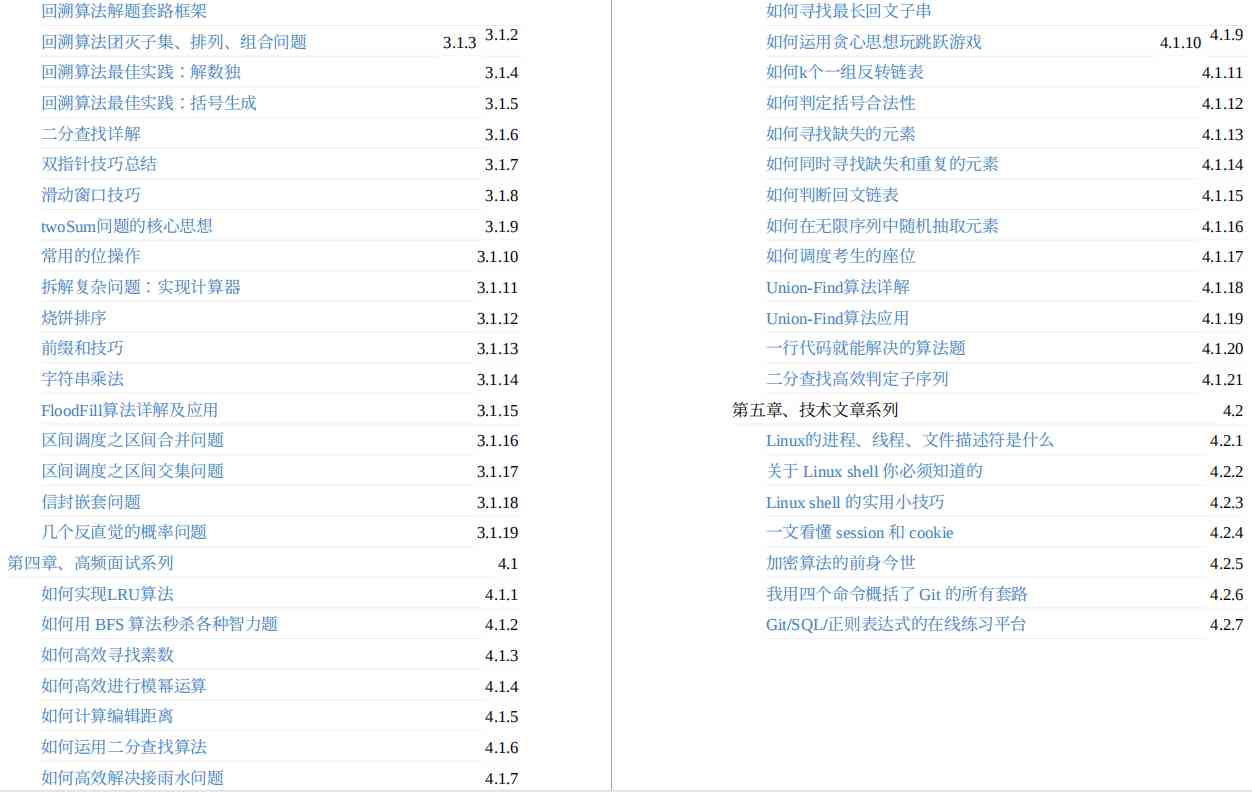 回溯算法解题套路框架 3.1.2
回溯算法团灭子集、排列、组合问题 3.1.3
回溯算法最佳实践：解数独 3.1.4
回溯算法最佳实践：括号生成 3.1.5
二分查找详解 3.1.6
双指针技巧总结 3.1.7
滑动窗口技巧 3.1.8
twoSum问题的核心思想 3.1.9
常用的位操作 3.1.10
拆解复杂问题：实现计算器 3.1.11
烧饼排序 3.1.12
前缀和技巧 3.1.13
字符串乘法 3.1.14
FloodFill算法详解及应用 3.1.15
区间调度之区间合并问题 3.1.16
区间调度之区间交集问题 3.1.17
信封嵌套问题 3.1.18
几个反直觉的概率问题 3.1.19
第四章、高频面试系列 4.1
如何实现LRU算法 4.1.1
如何用 BFS 算法秒杀各种智力题 4.1.2
如何高效寻找素数 4.1.3
如何高效进行模幂运算 4.1.4
如何计算编辑距离 4.1.5
如何运用二分查找算法 4.1.6
如何高效解决接雨水问题 4.1.7
如何寻找最长回文子串 4.1.9
如何运用贪心思想玩跳跃游戏 4.1.10
如何k个一组反转链表 4.1.11
如何判定括号合法性 4.1.12
如何寻找缺失的元素 4.1.13
如何同时寻找缺失和重复的元素 4.1.14
如何判断回文链表 4.1.15
如何在无限序列中随机抽取元素 4.1.16
如何调度考生的座位 4.1.17
Union-Find算法详解 4.1.18
Union-Find算法应用 4.1.19
一行代码就能解决的算法题 4.1.20
二分查找高效判定子序列 4.1.21
第五章、技术文章系列 4.2
Linux的进程、线程、文件描述符是什么 4.2.1
关于 Linux shell 你必须知道的 4.2.2
Linux shell 的实用小技巧 4.2.3
一文看懂 session 和 cookie 4.2.4
加密算法的前身今世 4.2.5
我用四个命令概括了 Git 的所有套路 4.2.6
Git/SQL/正则表达式的在线练习平台 4.2.7